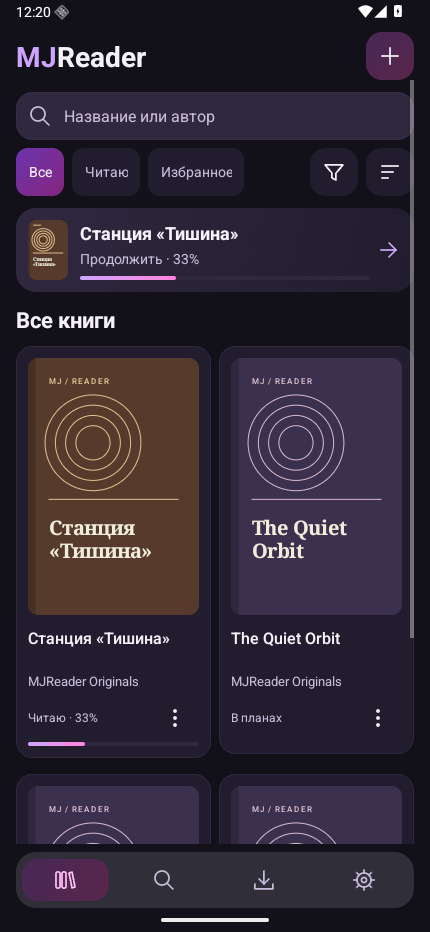 12:20
MJReader
Название или автор
Все
Читаю
Избранное
Станция «Тишина»
Продолжить · 33%
Все книги
MJ / READER
Станция
«Тишина»
Станция «Тишина»
MJReader Originals
Читаю · 33%
MJ / READER
The Quiet
Orbit
The Quiet Orbit
MJReader Originals
В планах
MJ / READER
MJ / READER